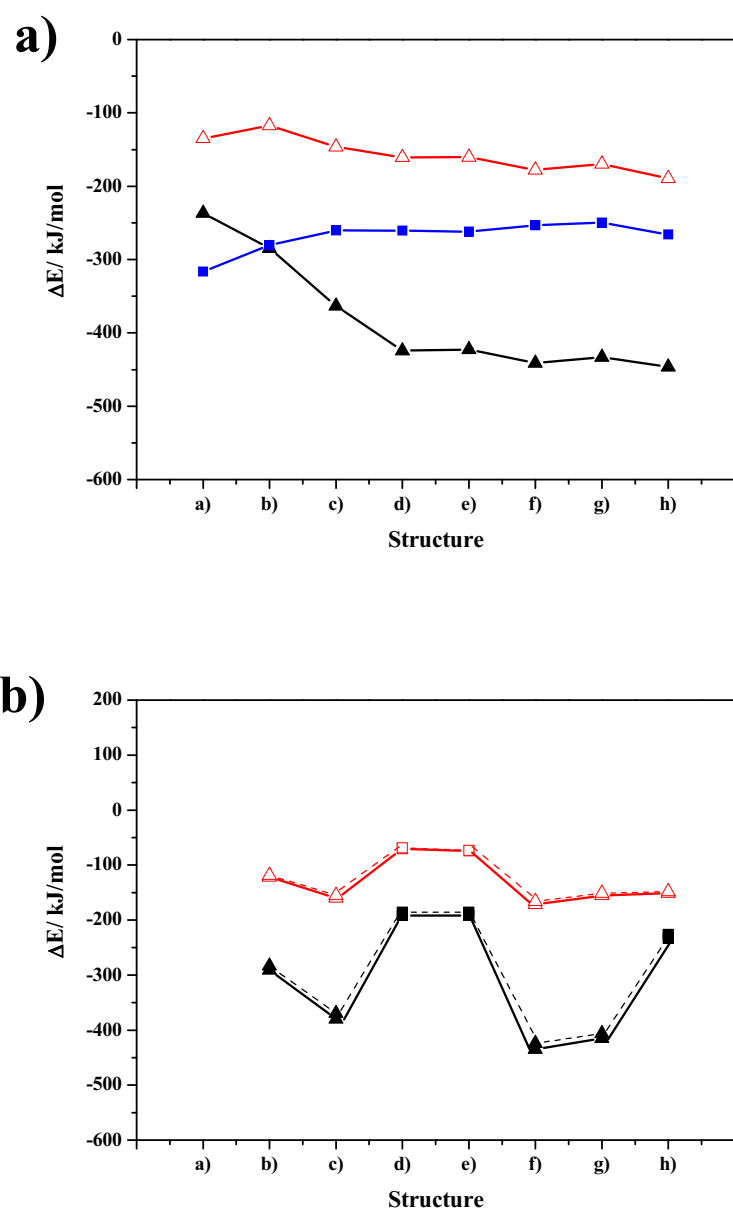 a)
0
-100
-200
-300
-400
-500
-600
ΔE/ kJ/mol
a) b) c) d) e) f) g) h)
Structure
b)
200
100
0
-100
-200
-300
-400
-500
-600
ΔE/ kJ/mol
a) b) c) d) e) f) g) h)
Structure